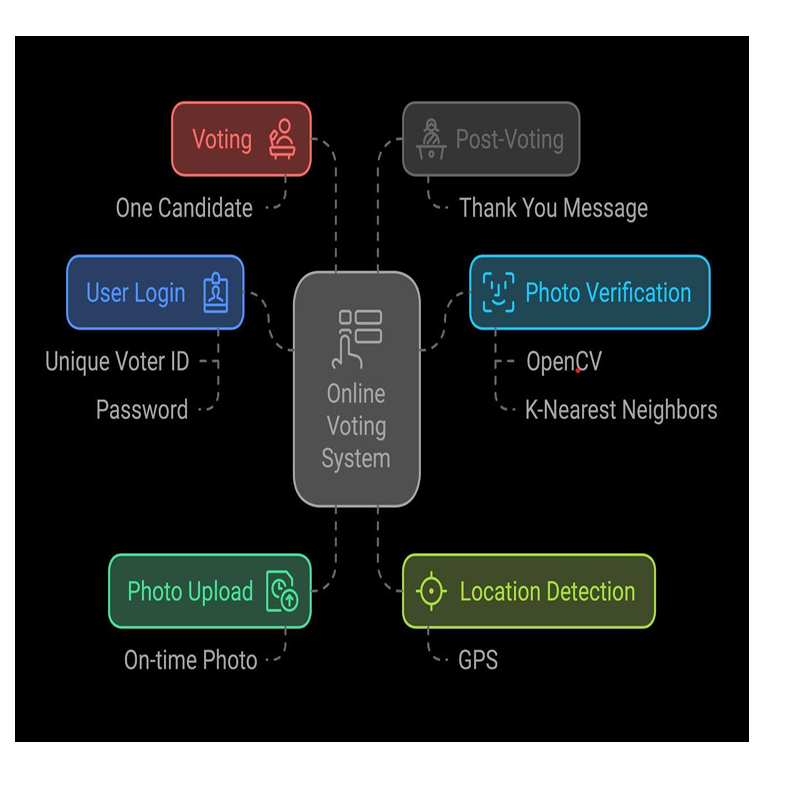 Voting
Post-Voting
One Candidate
Thank You Message
User Login
Photo Verification
Unique Voter ID
OpenCV
Password
K-Nearest Neighbors
Online
Voting
System
Photo Upload
Location Detection
On-time Photo
GPS